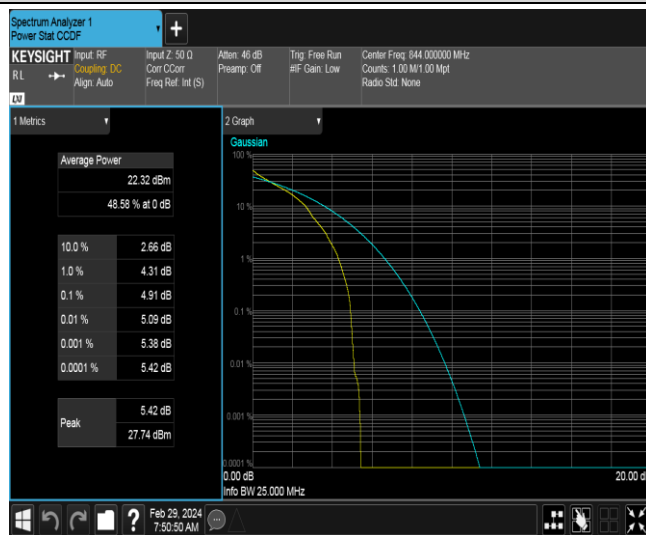 Spectrum Analyzer 1
Power Stat CCDF
+
KEYSIGHT
RL
LXI
Input: RF
Coupling: DC
Align: Auto
Input Z: 50 Ω
Corr CCorr
Freq Ref: Int (S)
Atten: 46 dB
Preamp: Off
Trig: Free Run
#IF Gain: Low
Center Freq: 844.000000 MHz
Counts: 1.00 M/1.00 Mpt
Radio Std: None
1 Metrics
Average Power
22.32 dBm
48.58 % at 0 dB
10.0 % 2.66 dB
1.0 % 4.31 dB
0.1 % 4.91 dB
0.01 % 5.09 dB
0.001 % 5.38 dB
0.0001 % 5.42 dB
Peak
5.42 dB
27.74 dBm
2 Graph
Gaussian
100 %
10 %
1 %
0.1 %
0.01 %
0.001 %
0.0001 %
0.00 dB
20.00 d
Info BW 25.000 MHz
?
Feb 29, 2024
7:50:50 AM